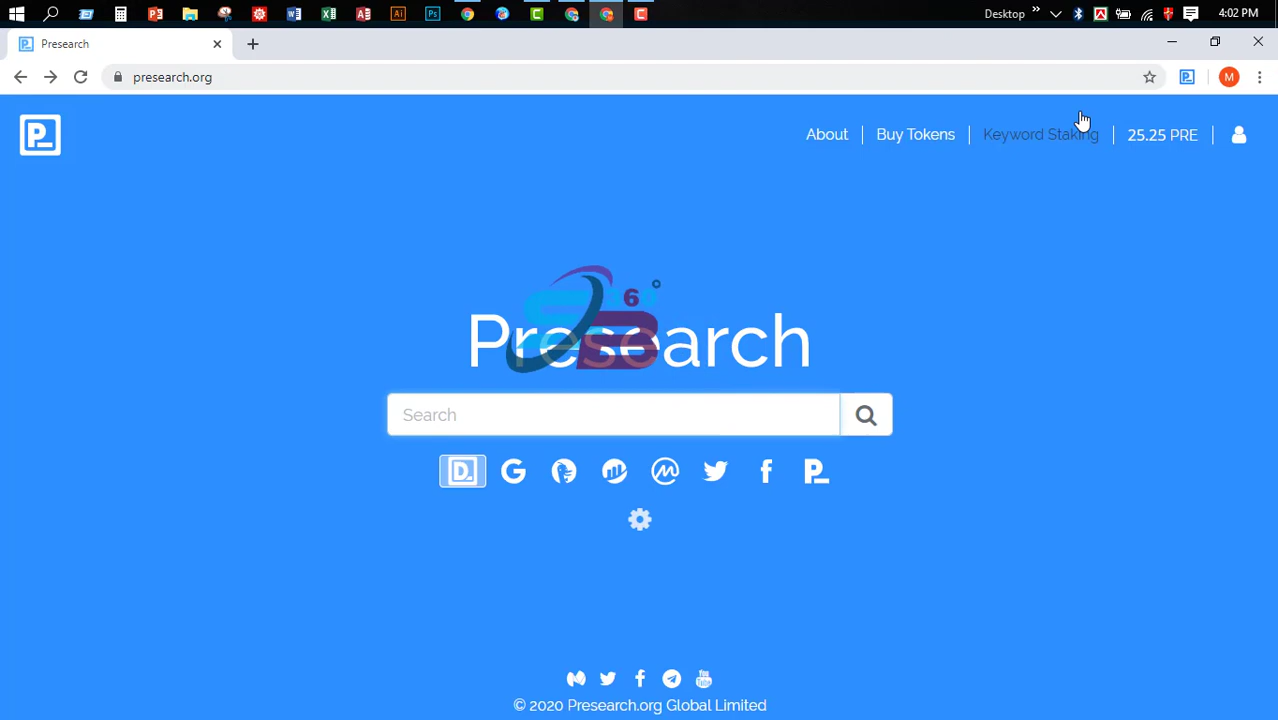 Desktop
4:02 PM
Presearch
presearch.org
M
About
Buy Tokens
Keyword Staking
25.25 PRE
Presearch
Search
© 2020 Presearch.org Global Limited